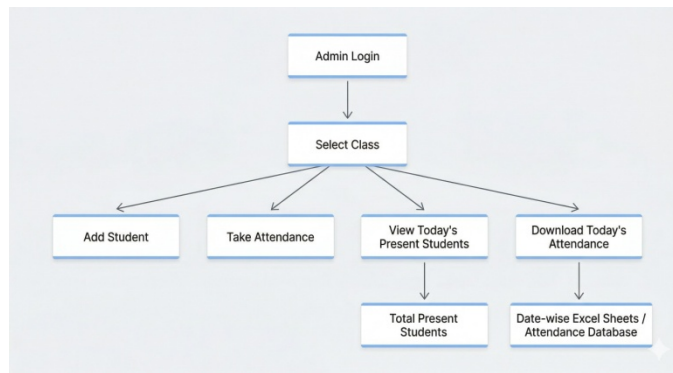 Admin Login
Select Class
Add Student
Take Attendance
View Today's
Present Students
Download Today's
Attendance
Total Present
Students
Date-wise Excel Sheets /
Attendance Database